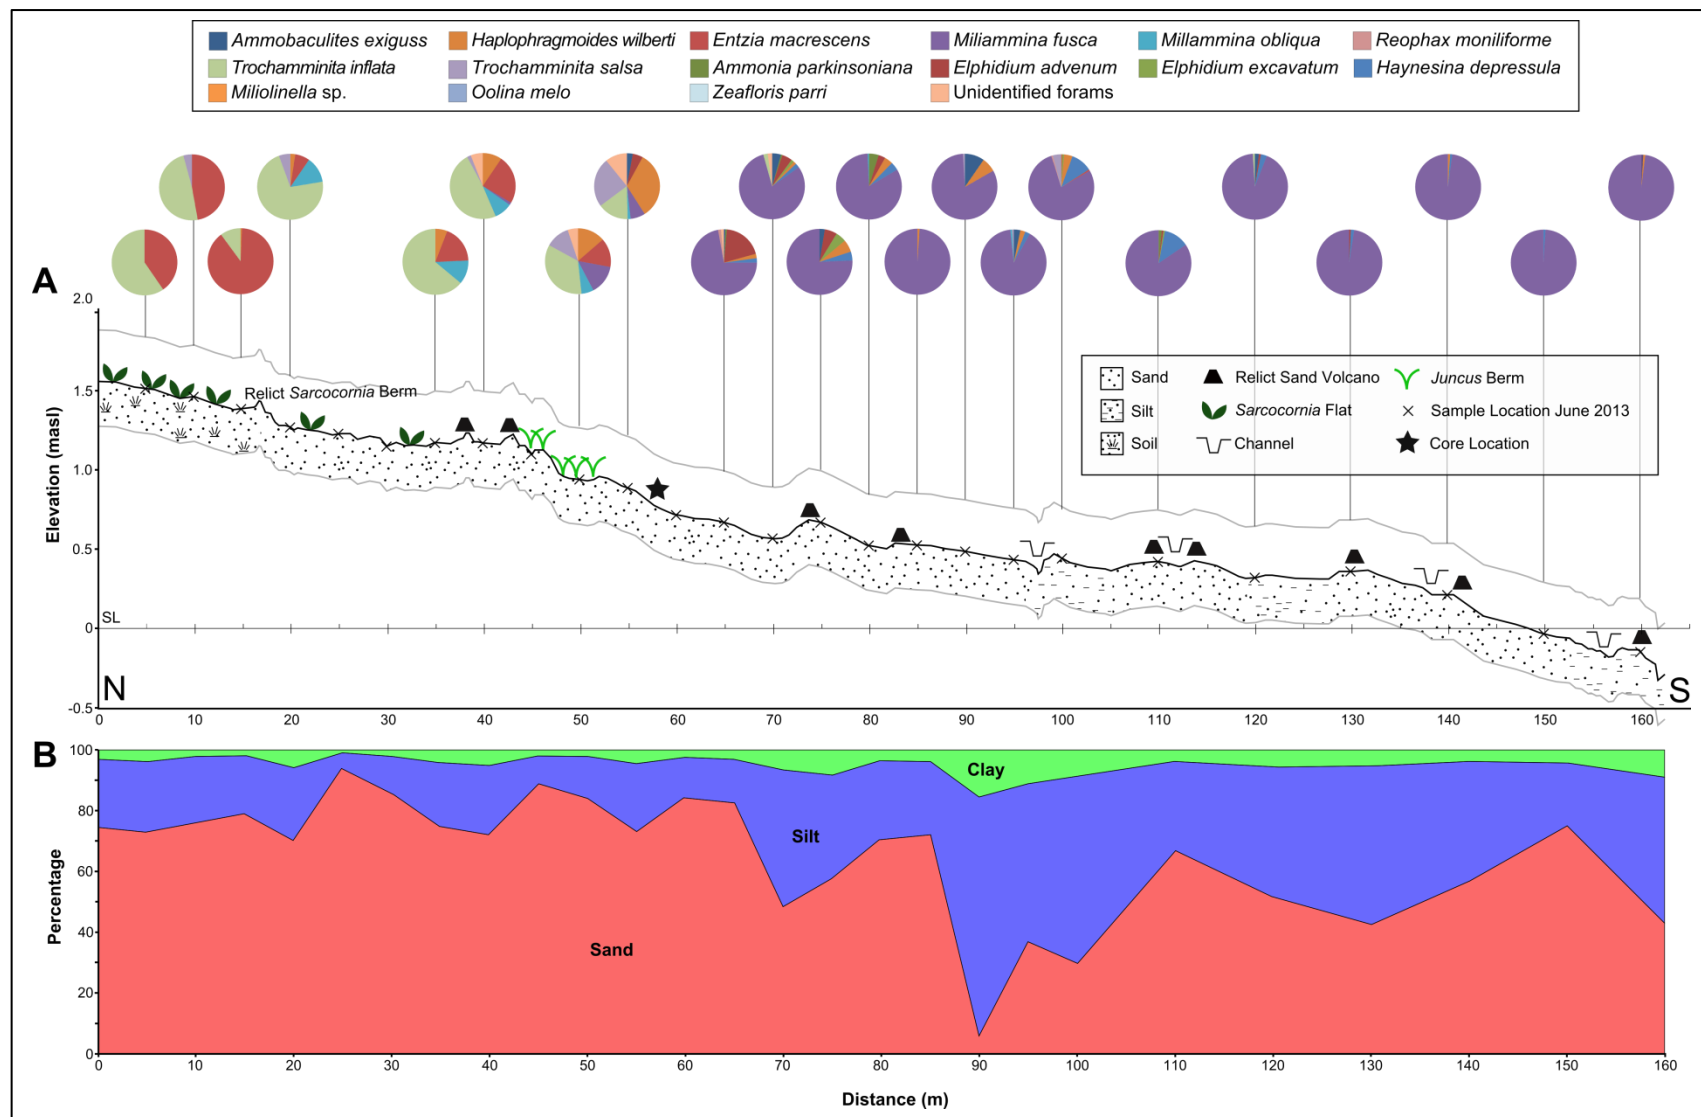 Ammobaculites exiguss Haplophragmoides wilberti Entzia macrescens Miliammina fusca Millammina obliqua Reophax moniliforme
Trochamminita inflata Trochamminita salsa Ammonia parkinsoniana Elphidium advenum Elphidium excavatum Haynesina depressula
Miliolinella sp. Oolina melo Zeafloris parri Unidentified forams
A
2.0
1.5
1.0
0.5
0
-0.5
Elevation (masl)
SL
Relict Sarcocornia Berm
Sand Relict Sand Volcano Juncus Berm
Silt Sarcocornia Flat Sample Location June 2013
Soil Channel Core Location
N S
0 10 20 30 40 50 60 70 80 90 100 110 120 130 140 150 160
B
100
80
60
40
20
0
Percentage
Clay
Silt
Sand
0 10 20 30 40 50 60 70 80 90 100 110 120 130 140 150 160
Distance (m)